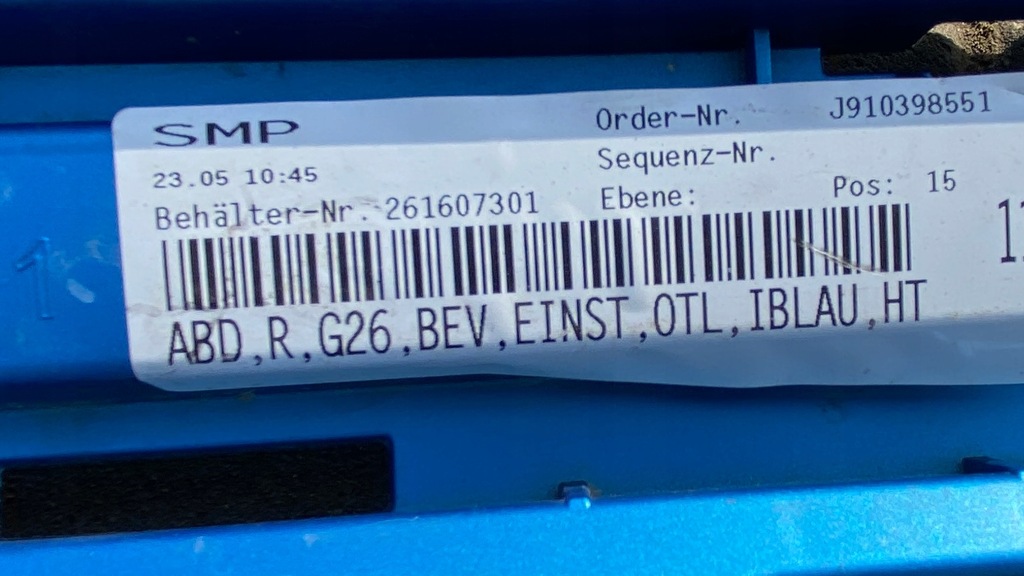 SMP
Order-Nr. J910398551
23.05 10:45
Sequenz-Nr.
Behälter-Nr. 261607301
Ebene: Pos: 15
ABD,R,G26,BEV,EINST,OTL,IBLAU,HT
1